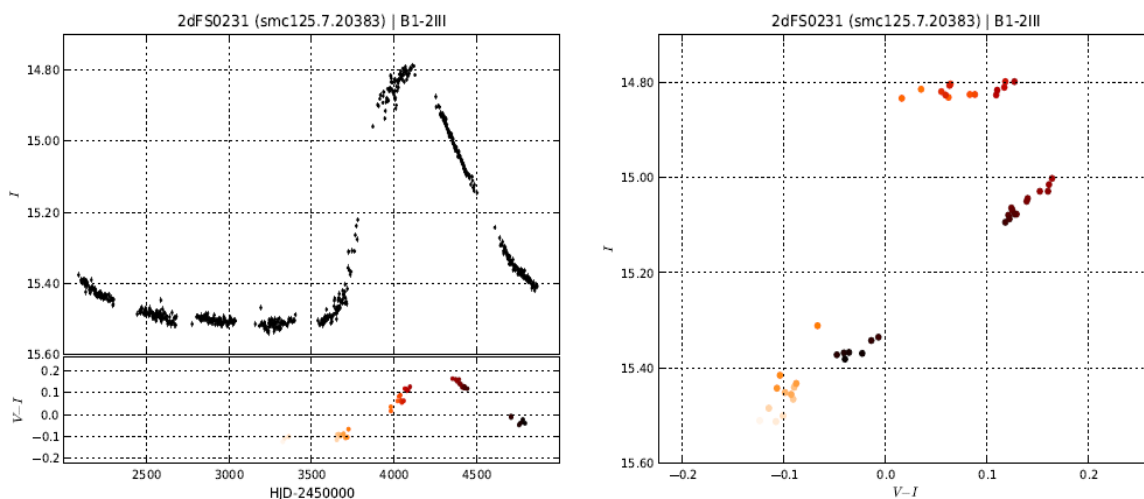 2dFS0231 (smc125.7.20383) | B1-2III
14.80
15.00
15.20
15.40
15.60
I
0.2
0.1
0.0
−0.1
−0.2
V−I
2500 3000 3500 4000 4500
HJD-2450000
2dFS0231 (smc125.7.20383) | B1-2III
14.80
15.00
15.20
15.40
15.60
I
−0.2 −0.1 0.0 0.1 0.2
V−I